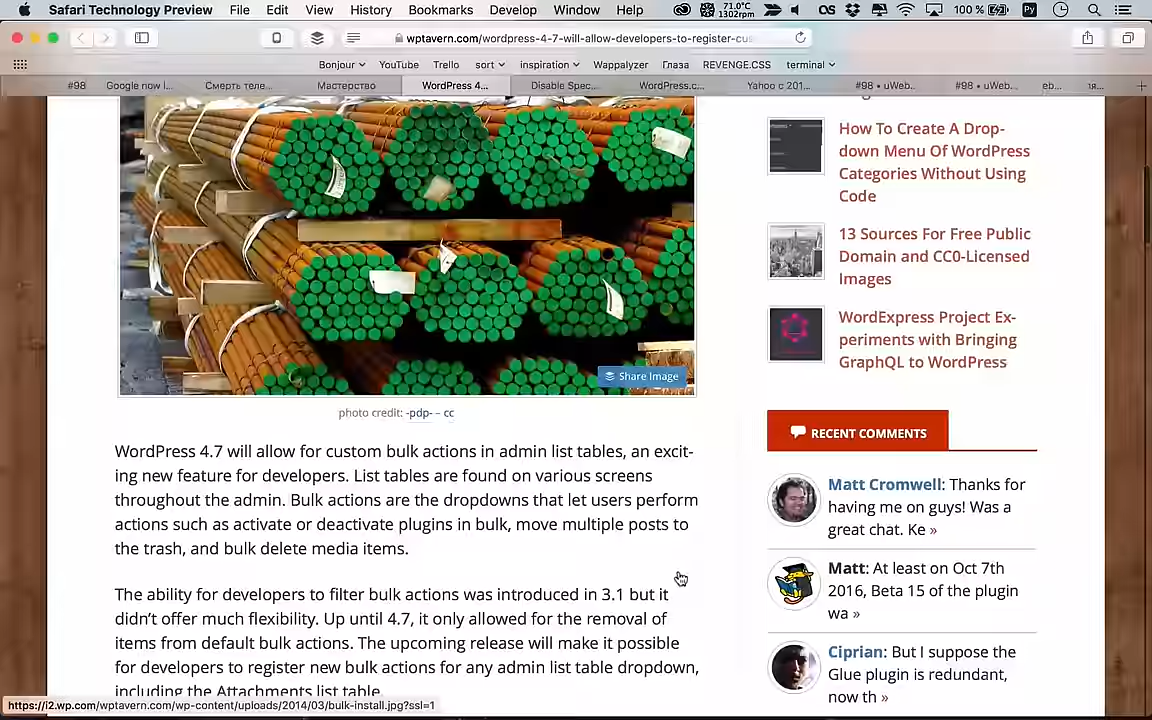 Safari Technology Preview File Edit View History Bookmarks Develop Window Help 71.0°C 1302rpm 100 % Py
wptavern.com/wordpress-4-7-will-allow-developers-to-register-cus
Bonjour YouTube Trello sort inspiration Wappalyzer Глаза REVENGE.CSS terminal
#98 Google now l... Смерть теле... Мастерство WordPress 4... Disable Spec... WordPress.c... Yahoo с 201... #98 • uWeb... #98 • uWeb... eb...
How To Create A Drop-
down Menu Of WordPress
Categories Without Using
Code
13 Sources For Free Public
Domain and CC0-Licensed
Images
WordExpress Project Ex-
periments with Bringing
GraphQL to WordPress
Share Image
photo credit: -pdp- – cc
WordPress 4.7 will allow for custom bulk actions in admin list tables, an excit-
ing new feature for developers. List tables are found on various screens
throughout the admin. Bulk actions are the dropdowns that let users perform
actions such as activate or deactivate plugins in bulk, move multiple posts to
the trash, and bulk delete media items.
The ability for developers to filter bulk actions was introduced in 3.1 but it
didn’t offer much flexibility. Up until 4.7, it only allowed for the removal of
items from default bulk actions. The upcoming release will make it possible
for developers to register new bulk actions for any admin list table dropdown,
including the Attachments list table.
RECENT COMMENTS
Matt Cromwell: Thanks for
having me on guys! Was a
great chat. Ke »
Matt: At least on Oct 7th
2016, Beta 15 of the plugin
wa »
Ciprian: But I suppose the
Glue plugin is redundant,
now th »
https://i2.wp.com/wptavern.com/wp-content/uploads/2014/03/bulk-install.jpg?ssl=1